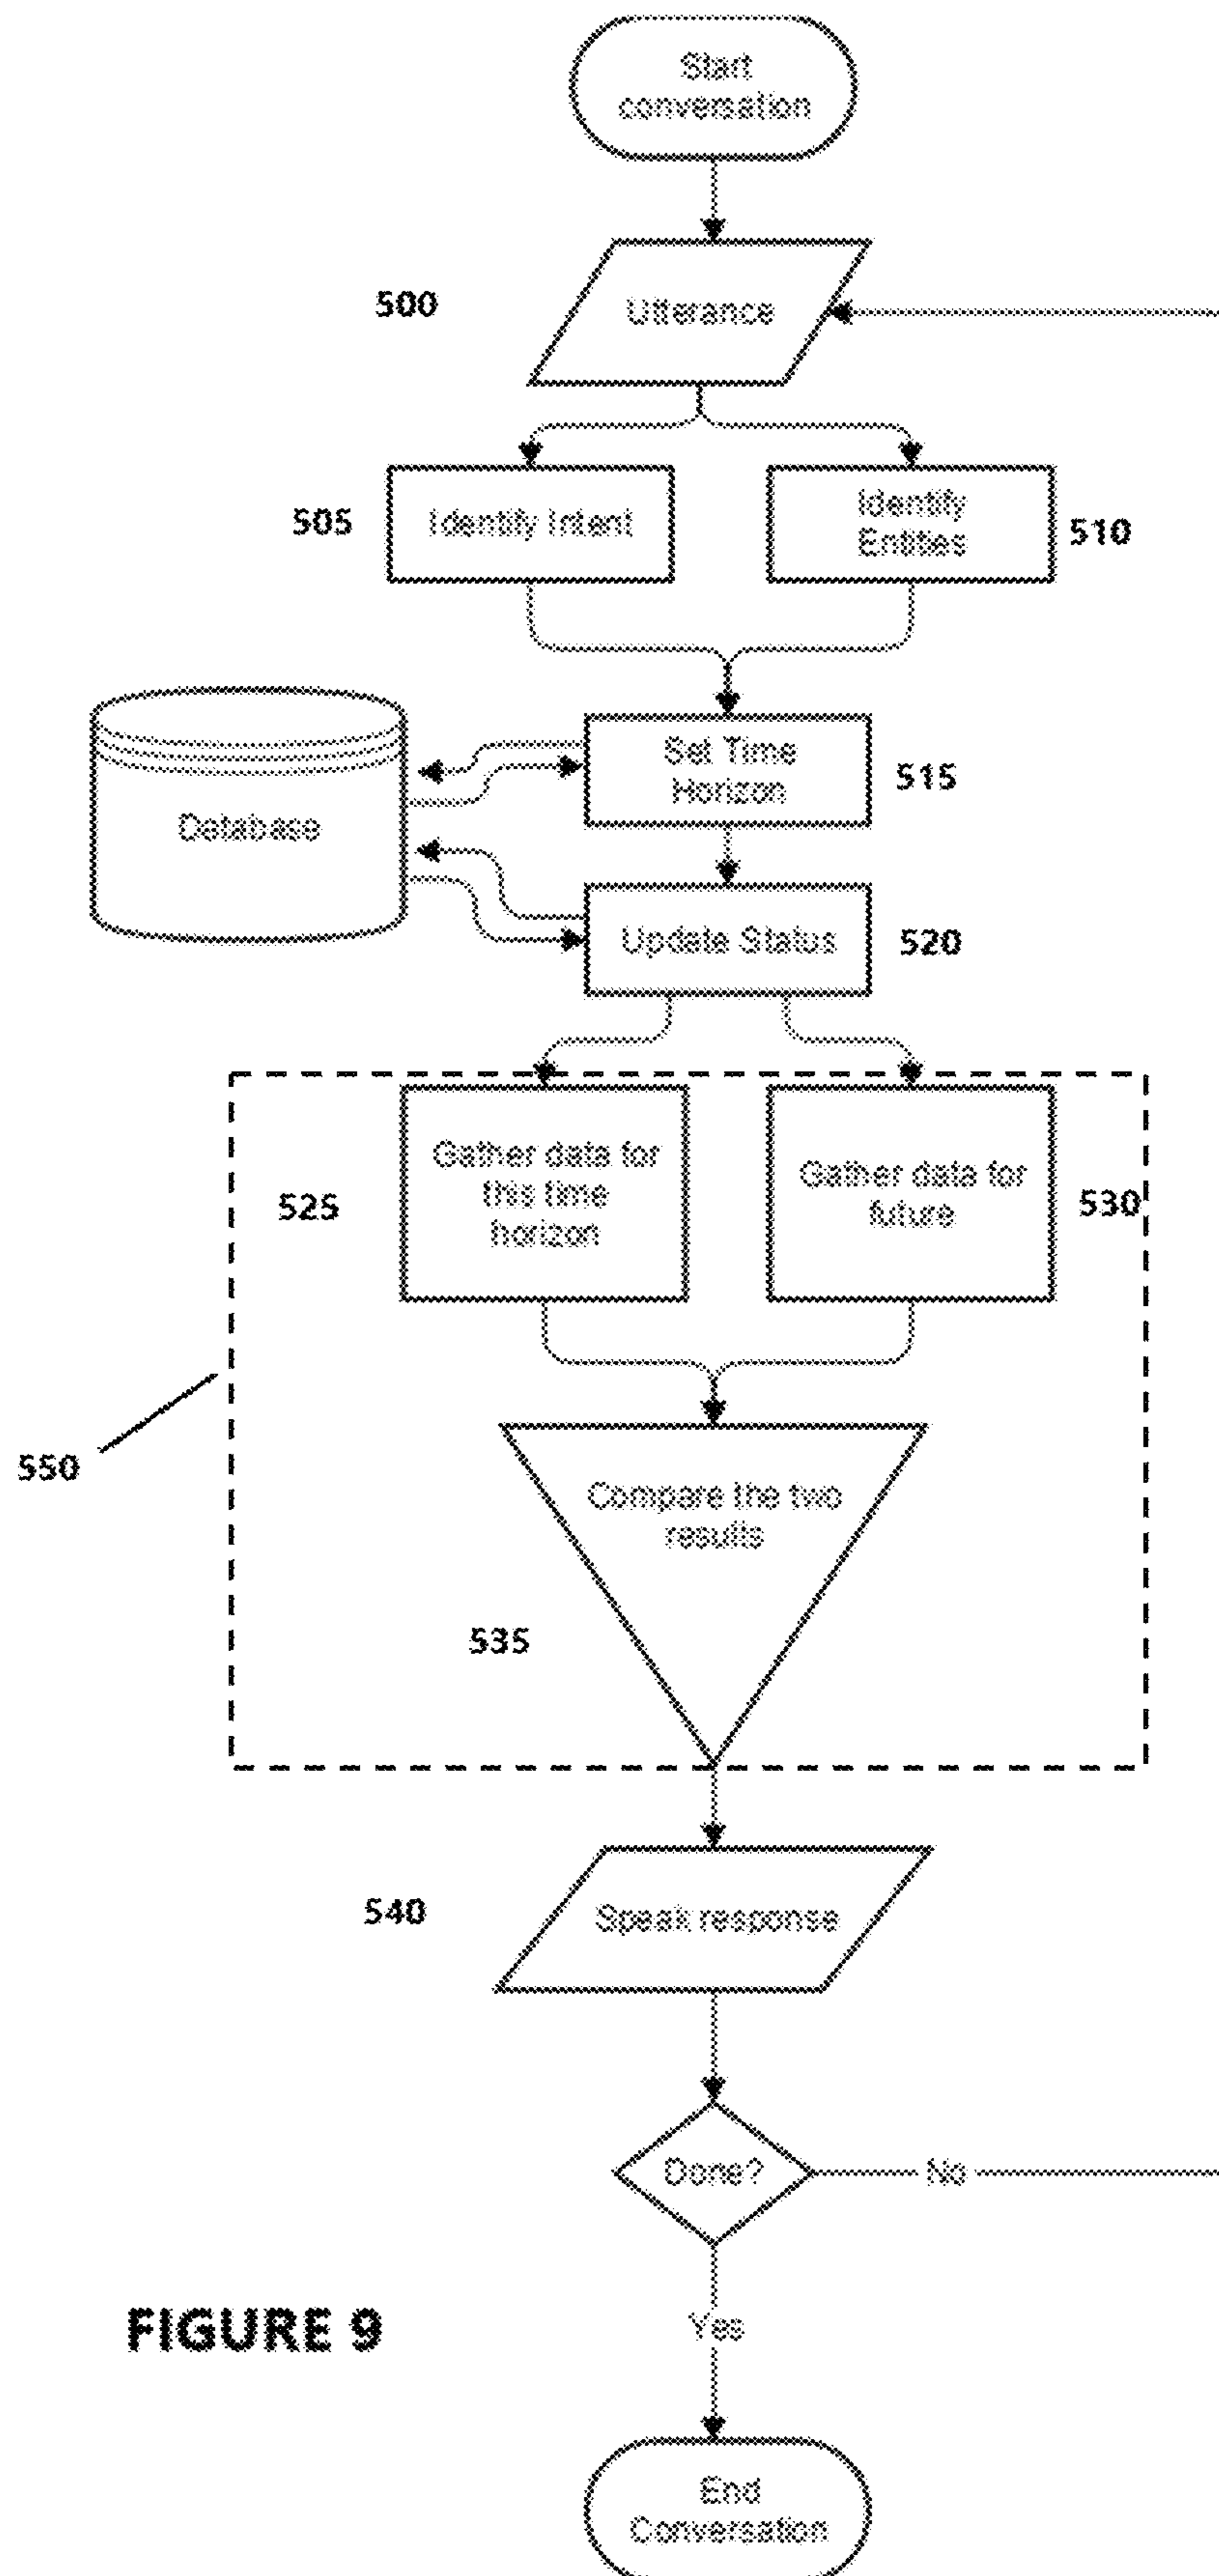 Start
conversation
500
Utterance
505
Identify Intent
Identify
Entities
510
Set Time
Horizon
515
Database
Update Status
520
525
Gather data for
this time
horizon
Gather data for
future
530
550
Compare the two
results
535
540
Speak response
Done?
No
Yes
FIGURE 9
End
Conversation